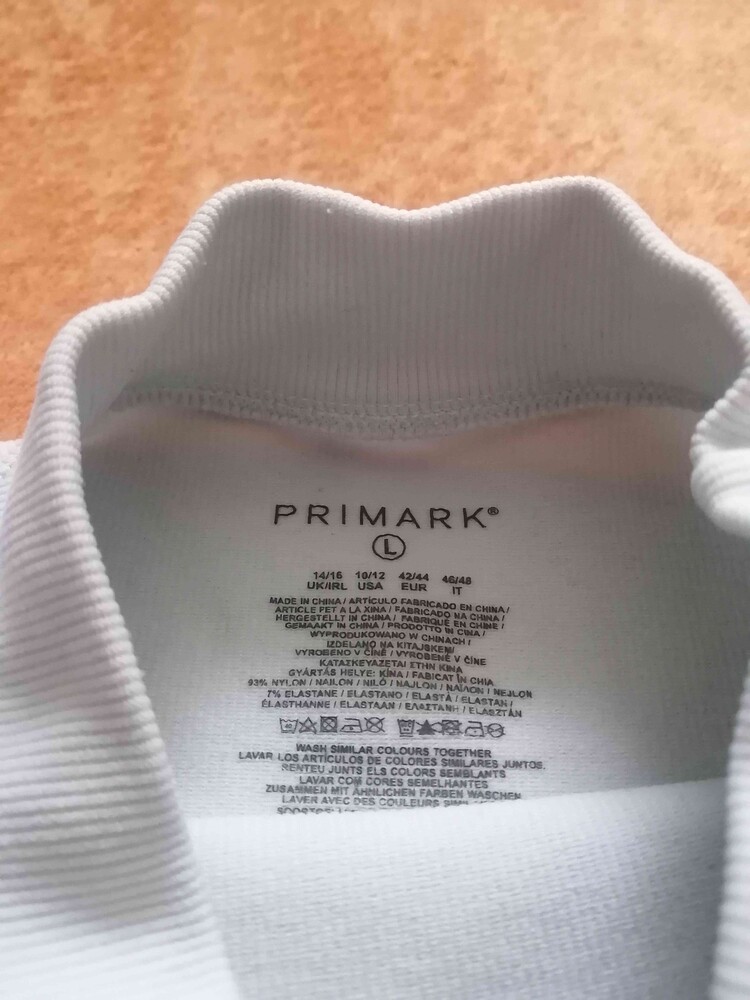 PRIMARK®
L
14/16 10/12 42/44 46/48
UK/IRL USA EUR IT
MADE IN CHINA / ARTÍCULO FABRICADO EN CHINA /
ARTICLE FET A LA XINA / FABRICADO NA CHINA /
HERGESTELLT IN CHINA / FABRIQUÉ EN CHINE /
GEMAAKT IN CHINA / PRODOTTO IN CINA /
WYPRODUKOWANO W CHINACH /
IZDELANO NA KITAJSKEM/
VYROBENO V ČÍNĚ / VYROBENÉ V ČÍNE
ΚΑΤΑΣΚΕΥΑΖΕΤΑΙ ΣΤΗΝ ΚΙΝΑ
GYÁRTÁS HELYE: KÍNA / FABICAT ÎN CHIA
93% NYLON / NAILON / NILÓ / NAJLON / ΝΑΪΛΟΝ / NEJLON
7% ELASTANE / ELASTANO / ELASTÀ / ELASTAN /
ÉLASTHANNE / ELASTAAN / ΕΛΑΣΤΑΝΗ / ELASZTÁN
40
WASH SIMILAR COLOURS TOGETHER
LAVAR LOS ARTÍCULOS DE COLORES SIMILARES JUNTOS.
RENTEU JUNTS ELS COLORS SEMBLANTS
LAVAR COM CORES SEMELHANTES
ZUSAMMEN MIT ÄHNLICHEN FARBEN WASCHEN
LAVER AVEC DES COULEURS